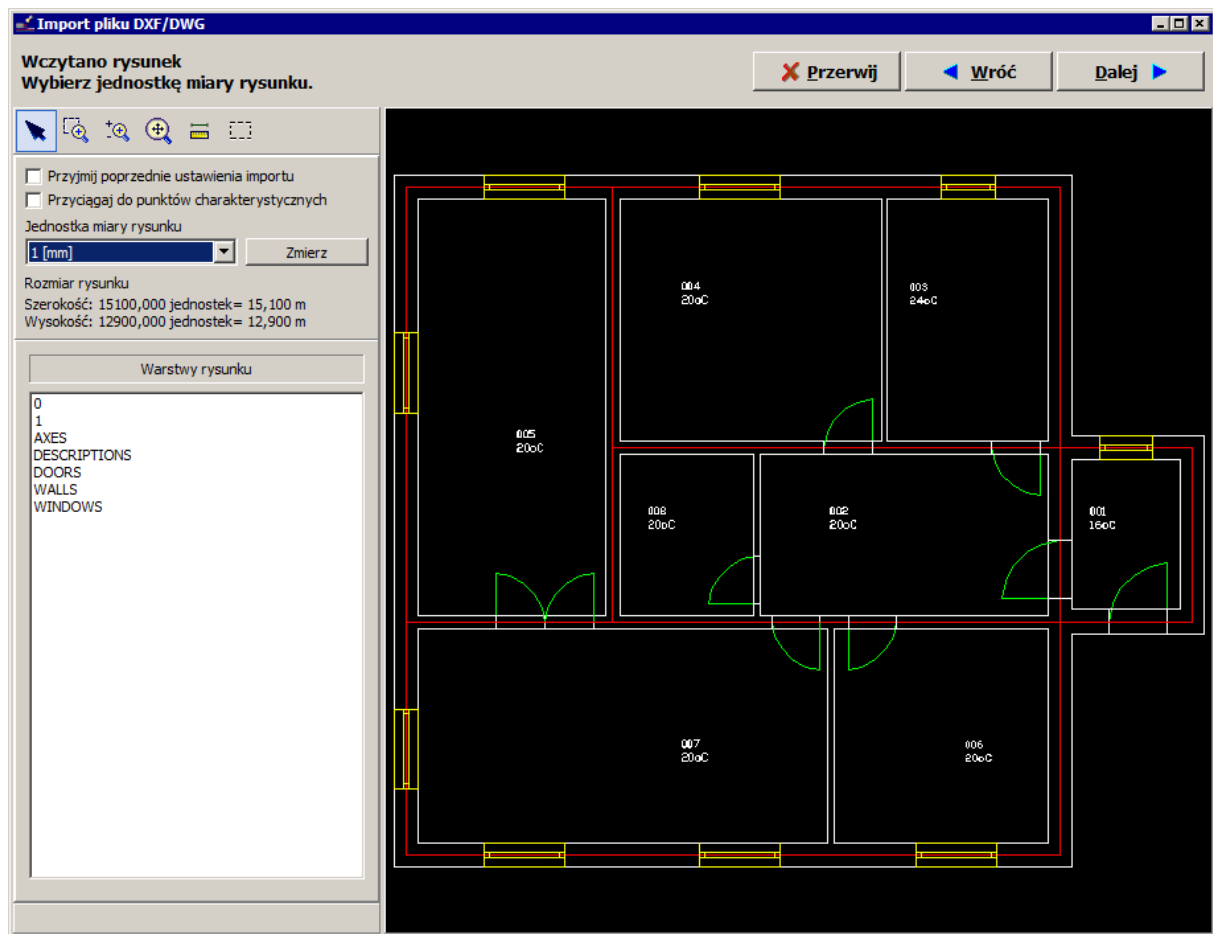 Import pliku DXF/DWG
Wczytano rysunek
Wybierz jednostkę miary rysunku.
Przerwij
Wróć
Dalej
Przyjmij poprzednie ustawienia importu
Przyciągaj do punktów charakterystycznych
Jednostka miary rysunku
1 [mm]
Zmierz
Rozmiar rysunku
Szerokość: 15100,000 jednostek= 15,100 m
Wysokość: 12900,000 jednostek= 12,900 m
Warstwy rysunku
0
1
AXES
DESCRIPTIONS
DOORS
WALLS
WINDOWS
004
20oC
003
24oC
005
20oC
008
20oC
002
20oC
001
16oC
007
20oC
006
20oC